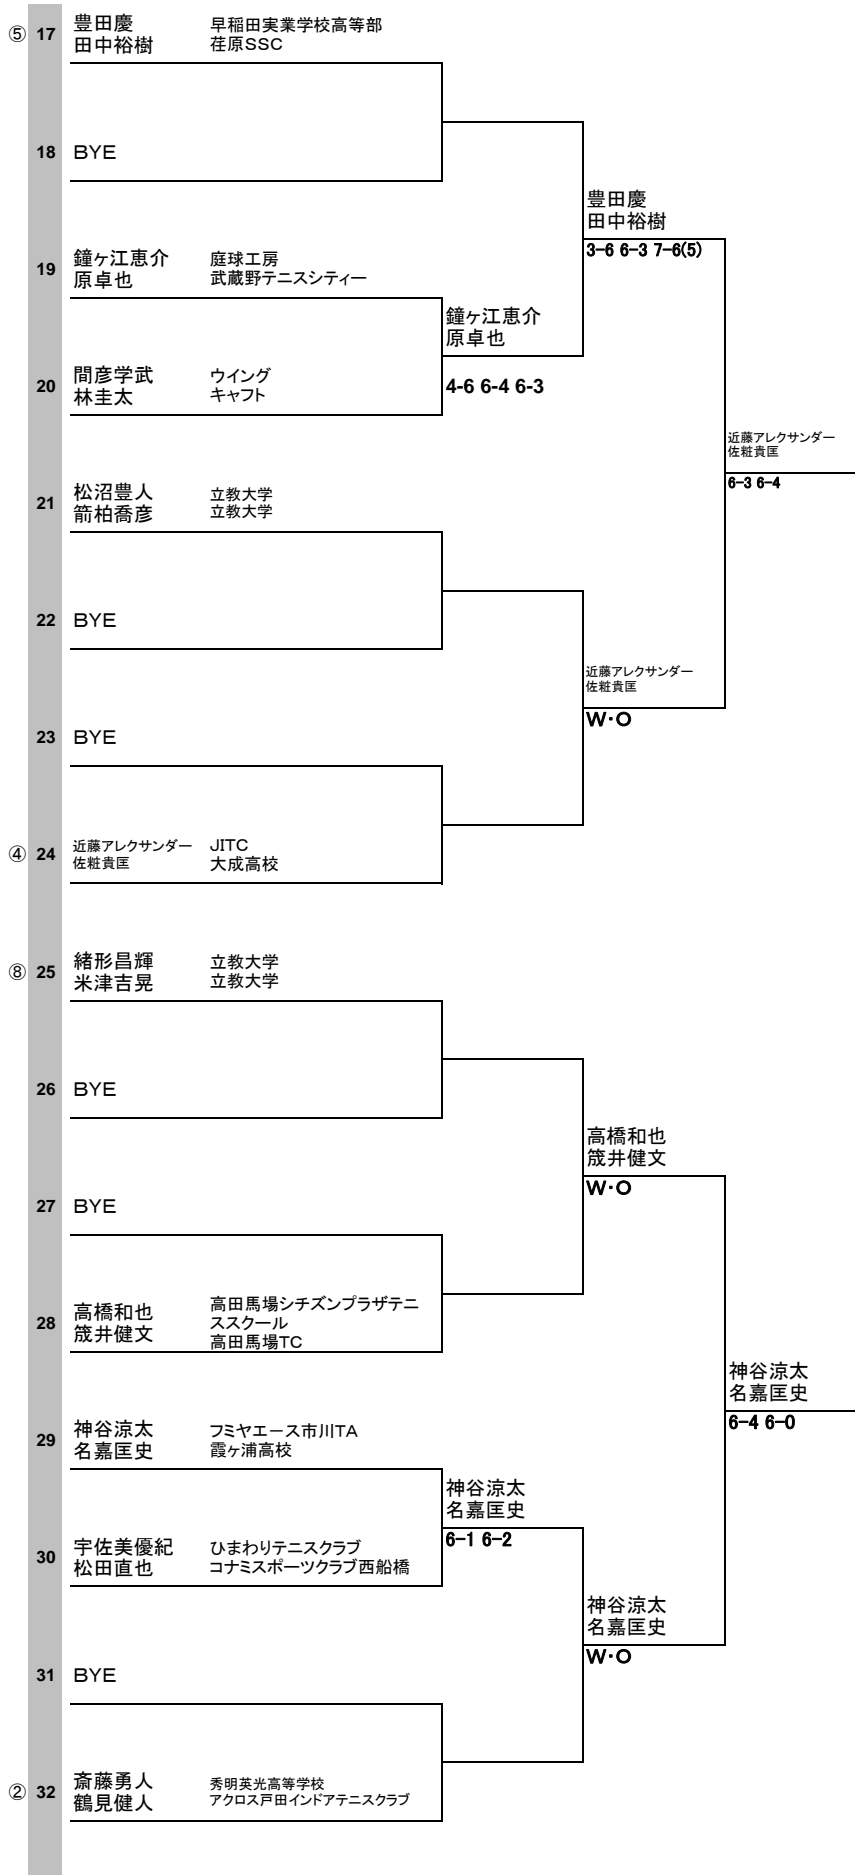 ⑤ 17 豊田慶 早稲田実業学校高等部
田中裕樹 荏原SSC
18 BYE
豊田慶
田中裕樹
3-6 6-3 7-6(5)
19 鐘ヶ江恵介 庭球工房
原卓也 武蔵野テニスシティー
鐘ヶ江恵介
原卓也
4-6 6-4 6-3
20 間彦学武 ウイング
林圭太 キャフト
近藤アレクサンダー
佐粧貴匡
6-3 6-4
21 松沼豊人 立教大学
箭柏喬彦 立教大学
22 BYE
近藤アレクサンダー
佐粧貴匡
W・O
23 BYE
④ 24 近藤アレクサンダー JITC
佐粧貴匡 大成高校
⑧ 25 緒形昌輝 立教大学
米津吉晃 立教大学
26 BYE
高橋和也
筬井健文
W・O
27 BYE
28 高橋和也 高田馬場シチズンプラザテニ
ススクール
筬井健文 高田馬場TC
神谷涼太
名嘉匡史
6-4 6-0
29 神谷涼太 フミヤエース市川TA
名嘉匡史 霞ヶ浦高校
神谷涼太
名嘉匡史
6-1 6-2
30 宇佐美優紀 ひまわりテニスクラブ
松田直也 コナミスポーツクラブ西船橋
神谷涼太
名嘉匡史
W・O
31 BYE
② 32 斎藤勇人 秀明英光高等学校
鶴見健人 アクロス戸田インドアテニスクラブ